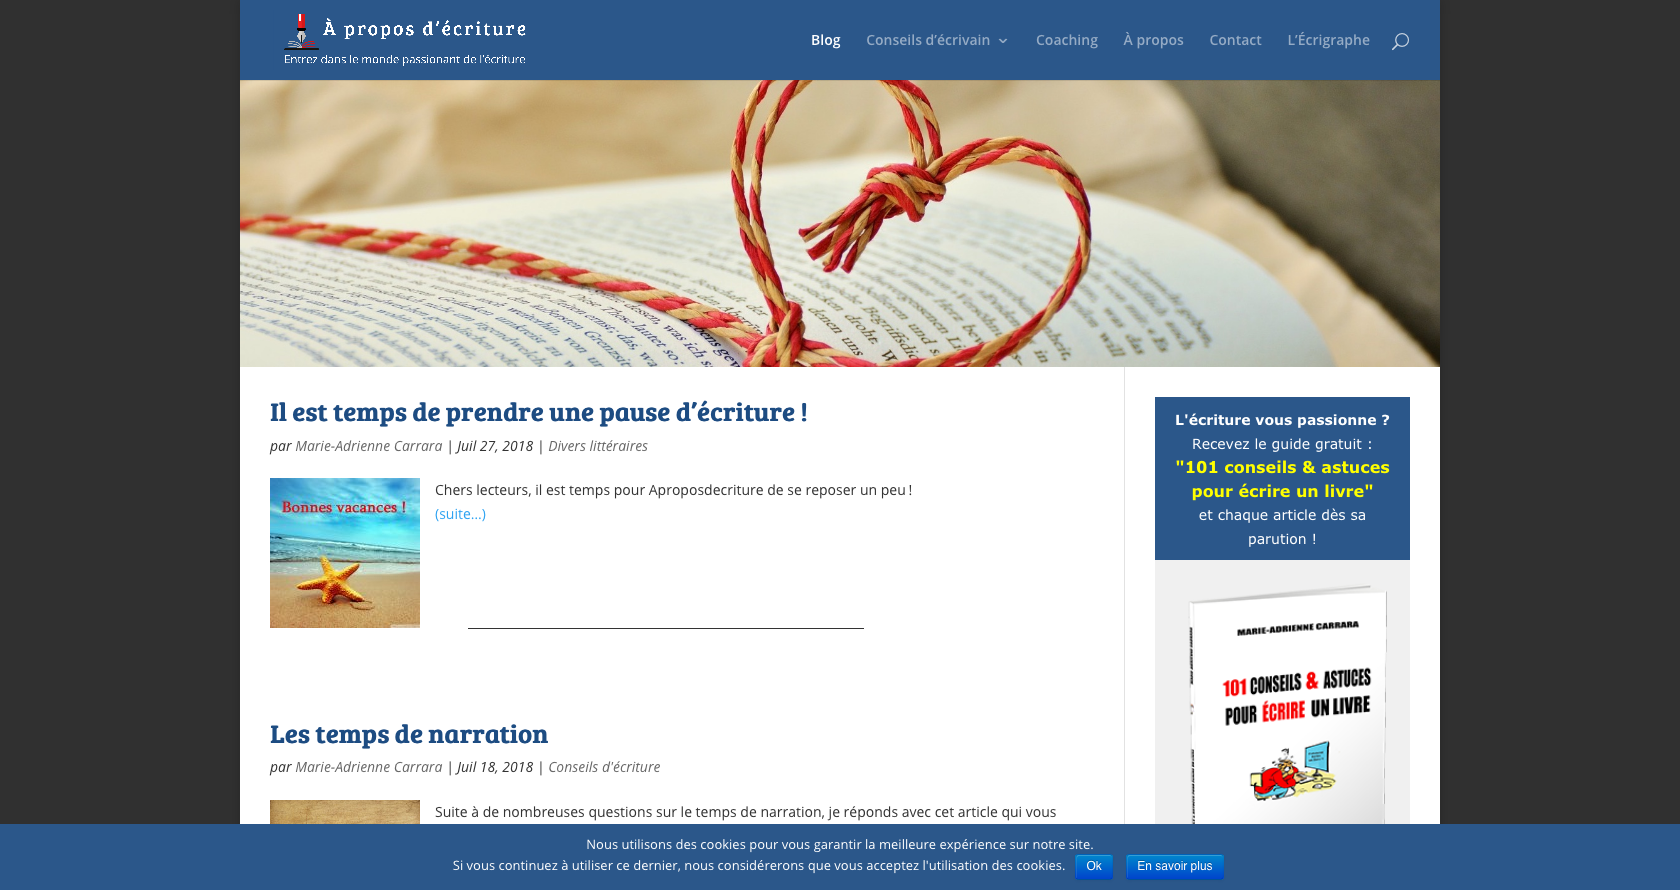 À propos d'écriture
Entrez dans le monde passionant de l'écriture
Blog
Conseils d'écrivain
Coaching
À propos
Contact
L'Écrigraphe
Il est temps de prendre une pause d'écriture !
par Marie-Adrienne Carrara | Juil 27, 2018 | Divers littéraires
Bonnes vacances !
Chers lecteurs, il est temps pour Aproposdecriture de se reposer un peu !
(suite…)
Les temps de narration
par Marie-Adrienne Carrara | Juil 18, 2018 | Conseils d'écriture
Suite à de nombreuses questions sur le temps de narration, je réponds avec cet article qui vous
L'écriture vous passionne ?
Recevez le guide gratuit :
"101 conseils & astuces
pour écrire un livre"
et chaque article dès sa
parution !
MARIE-ADRIENNE CARRARA
101 CONSEILS & ASTUCES
POUR ÉCRIRE UN LIVRE
Nous utilisons des cookies pour vous garantir la meilleure expérience sur notre site.
Si vous continuez à utiliser ce dernier, nous considérerons que vous acceptez l'utilisation des cookies.
Ok
En savoir plus